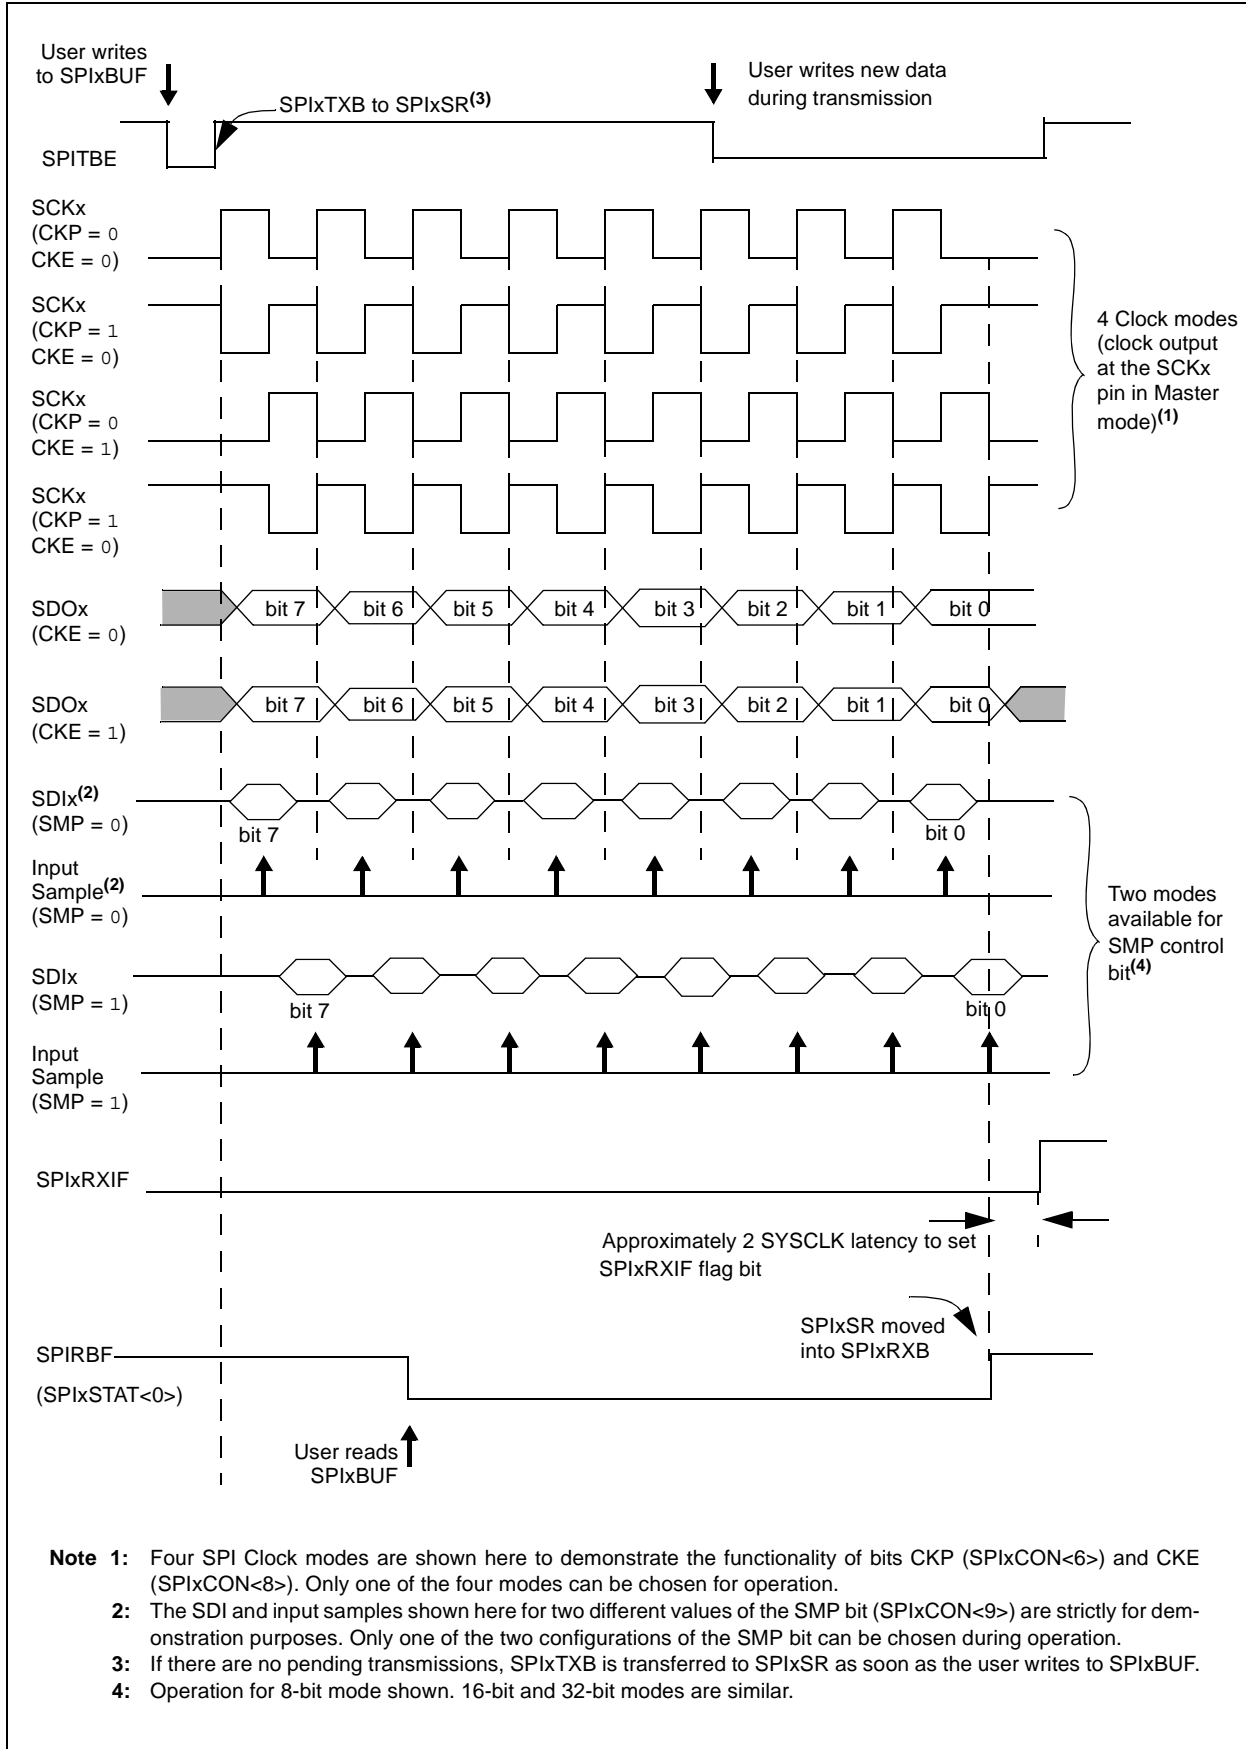 User writes
to SPIxBUF
User writes new data
during transmission
SPIxTXB to SPIxSR(3)
SPITBE
SCKx
(CKP = 0
CKE = 0)
SCKx
(CKP = 1
CKE = 0)
SCKx
(CKP = 0
CKE = 1)
SCKx
(CKP = 1
CKE = 0)
4 Clock modes
(clock output
at the SCKx
pin in Master
mode)(1)
SDOx
(CKE = 0)
bit 7 bit 6 bit 5 bit 4 bit 3 bit 2 bit 1 bit 0
SDOx
(CKE = 1)
bit 7 bit 6 bit 5 bit 4 bit 3 bit 2 bit 1 bit 0
SDIx(2)
(SMP = 0)
bit 7 bit 0
Input
Sample(2)
(SMP = 0)
SDIx
(SMP = 1)
bit 7 bit 0
Input
Sample
(SMP = 1)
Two modes
available for
SMP control
bit(4)
SPIxRXIF
Approximately 2 SYSCLK latency to set
SPIxRXIF flag bit
SPIxSR moved
into SPIxRXB
SPIRBF
(SPIxSTAT<0>)
User reads
SPIxBUF
Note 1: Four SPI Clock modes are shown here to demonstrate the functionality of bits CKP (SPIxCON<6>) and CKE
(SPIxCON<8>). Only one of the four modes can be chosen for operation.
2: The SDI and input samples shown here for two different values of the SMP bit (SPIxCON<9>) are strictly for dem-
onstration purposes. Only one of the two configurations of the SMP bit can be chosen during operation.
3: If there are no pending transmissions, SPIxTXB is transferred to SPIxSR as soon as the user writes to SPIxBUF.
4: Operation for 8-bit mode shown. 16-bit and 32-bit modes are similar.